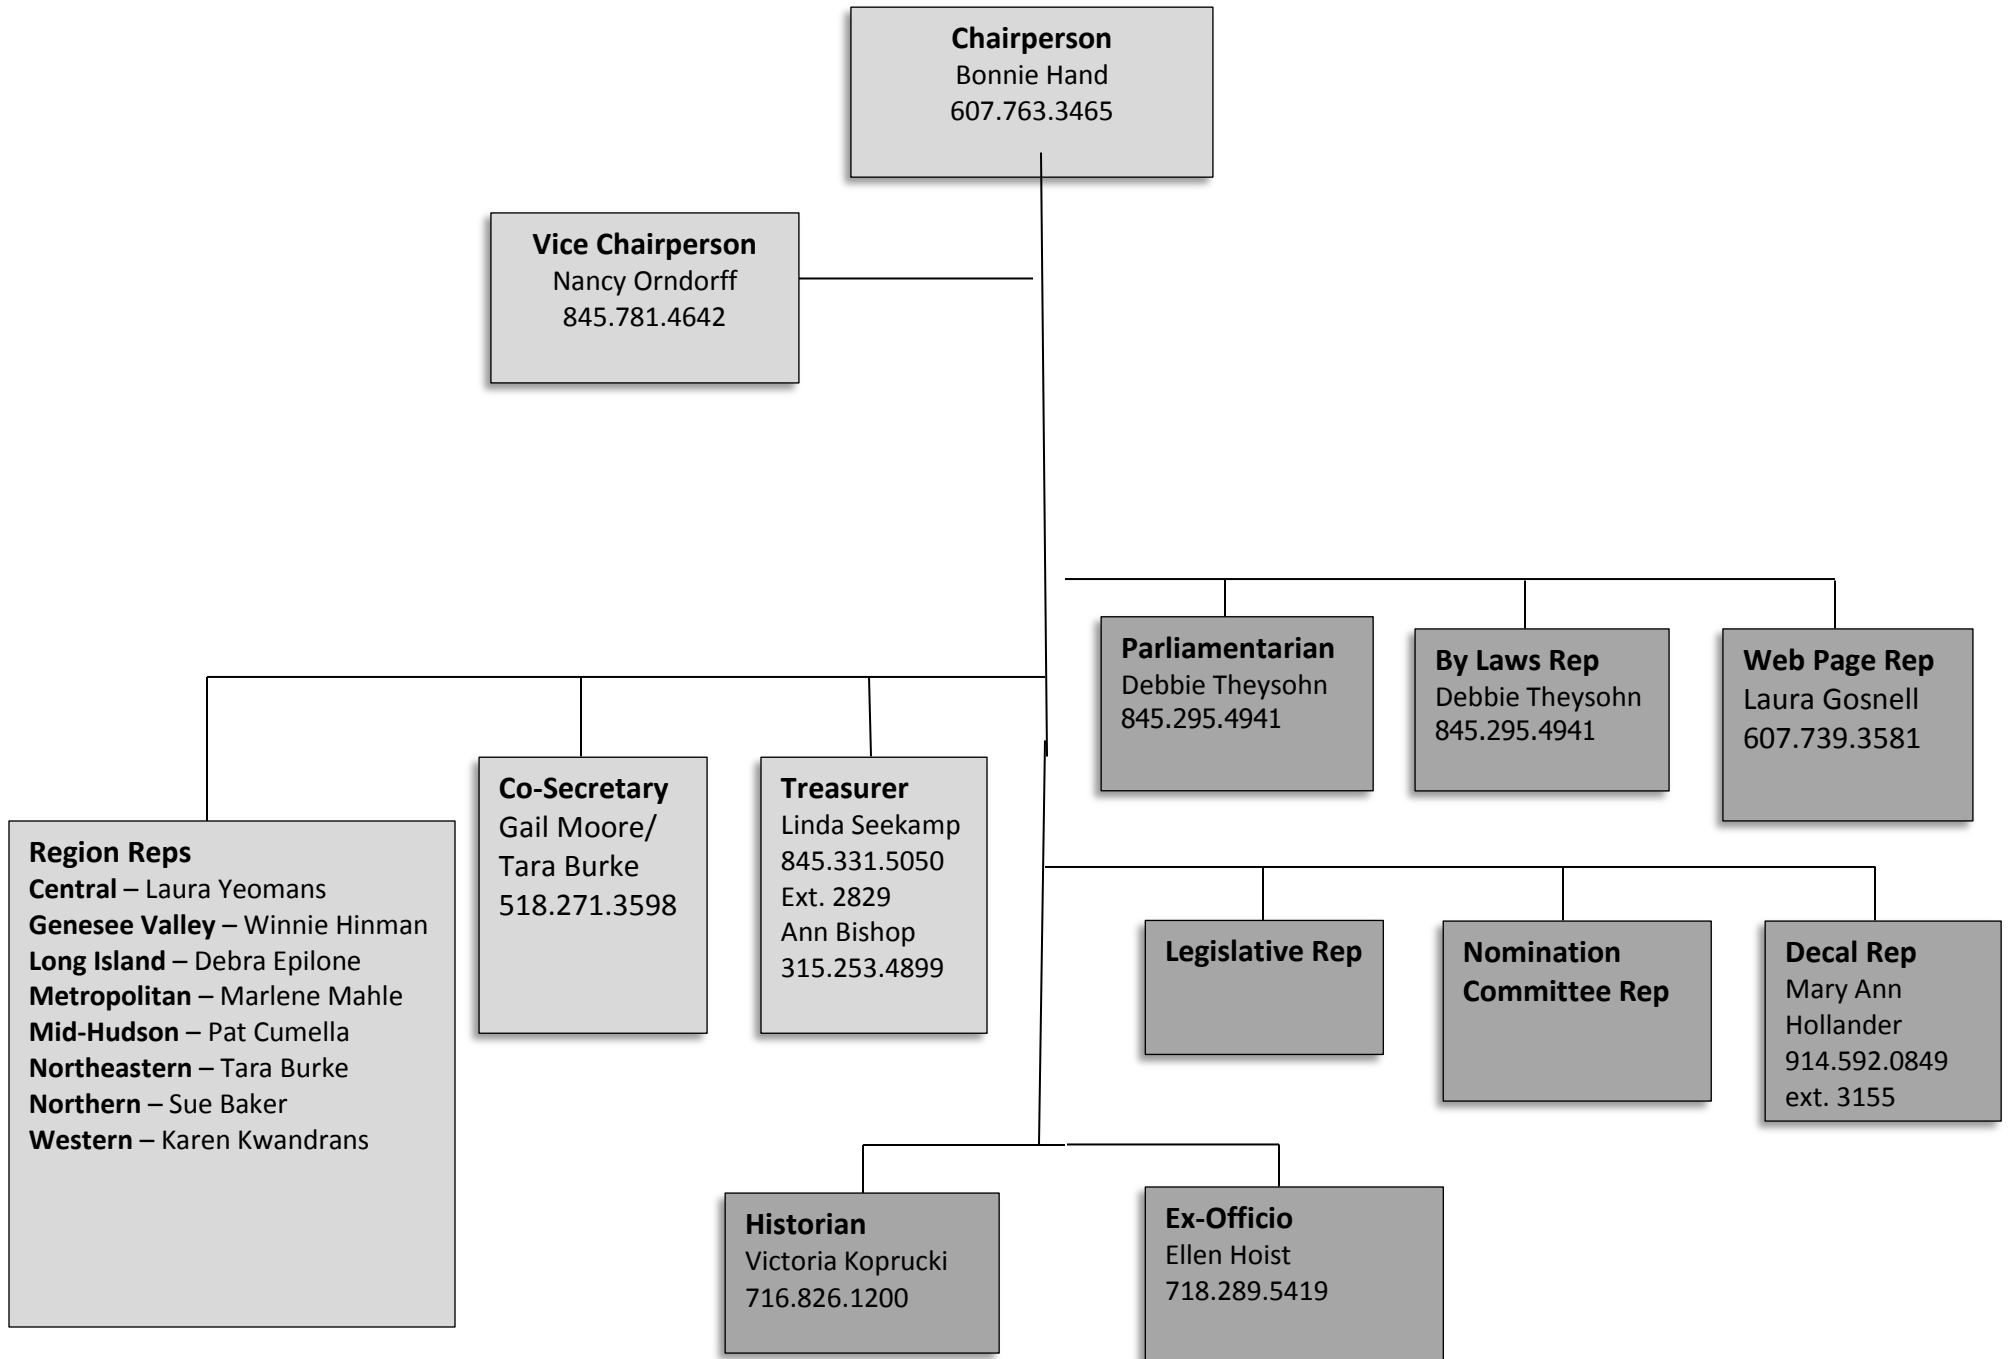 Chairperson
Bonnie Hand
607.763.3465
Vice Chairperson
Nancy Orndorff
845.781.4642
Parliamentarian
Debbie Theysohn
845.295.4941
By Laws Rep
Debbie Theysohn
845.295.4941
Web Page Rep
Laura Gosnell
607.739.3581
Region Reps
Central – Laura Yeomans
Genesee Valley – Winnie Hinman
Long Island – Debra Epilone
Metropolitan – Marlene Mahle
Mid-Hudson – Pat Cumella
Northeastern – Tara Burke
Northern – Sue Baker
Western – Karen Kwandrans
Co-Secretary
Gail Moore/
Tara Burke
518.271.3598
Treasurer
Linda Seekamp
845.331.5050
Ext. 2829
Ann Bishop
315.253.4899
Legislative Rep
Nomination
Committee Rep
Decal Rep
Mary Ann
Hollander
914.592.0849
ext. 3155
Historian
Victoria Koprucki
716.826.1200
Ex-Officio
Ellen Hoist
718.289.5419